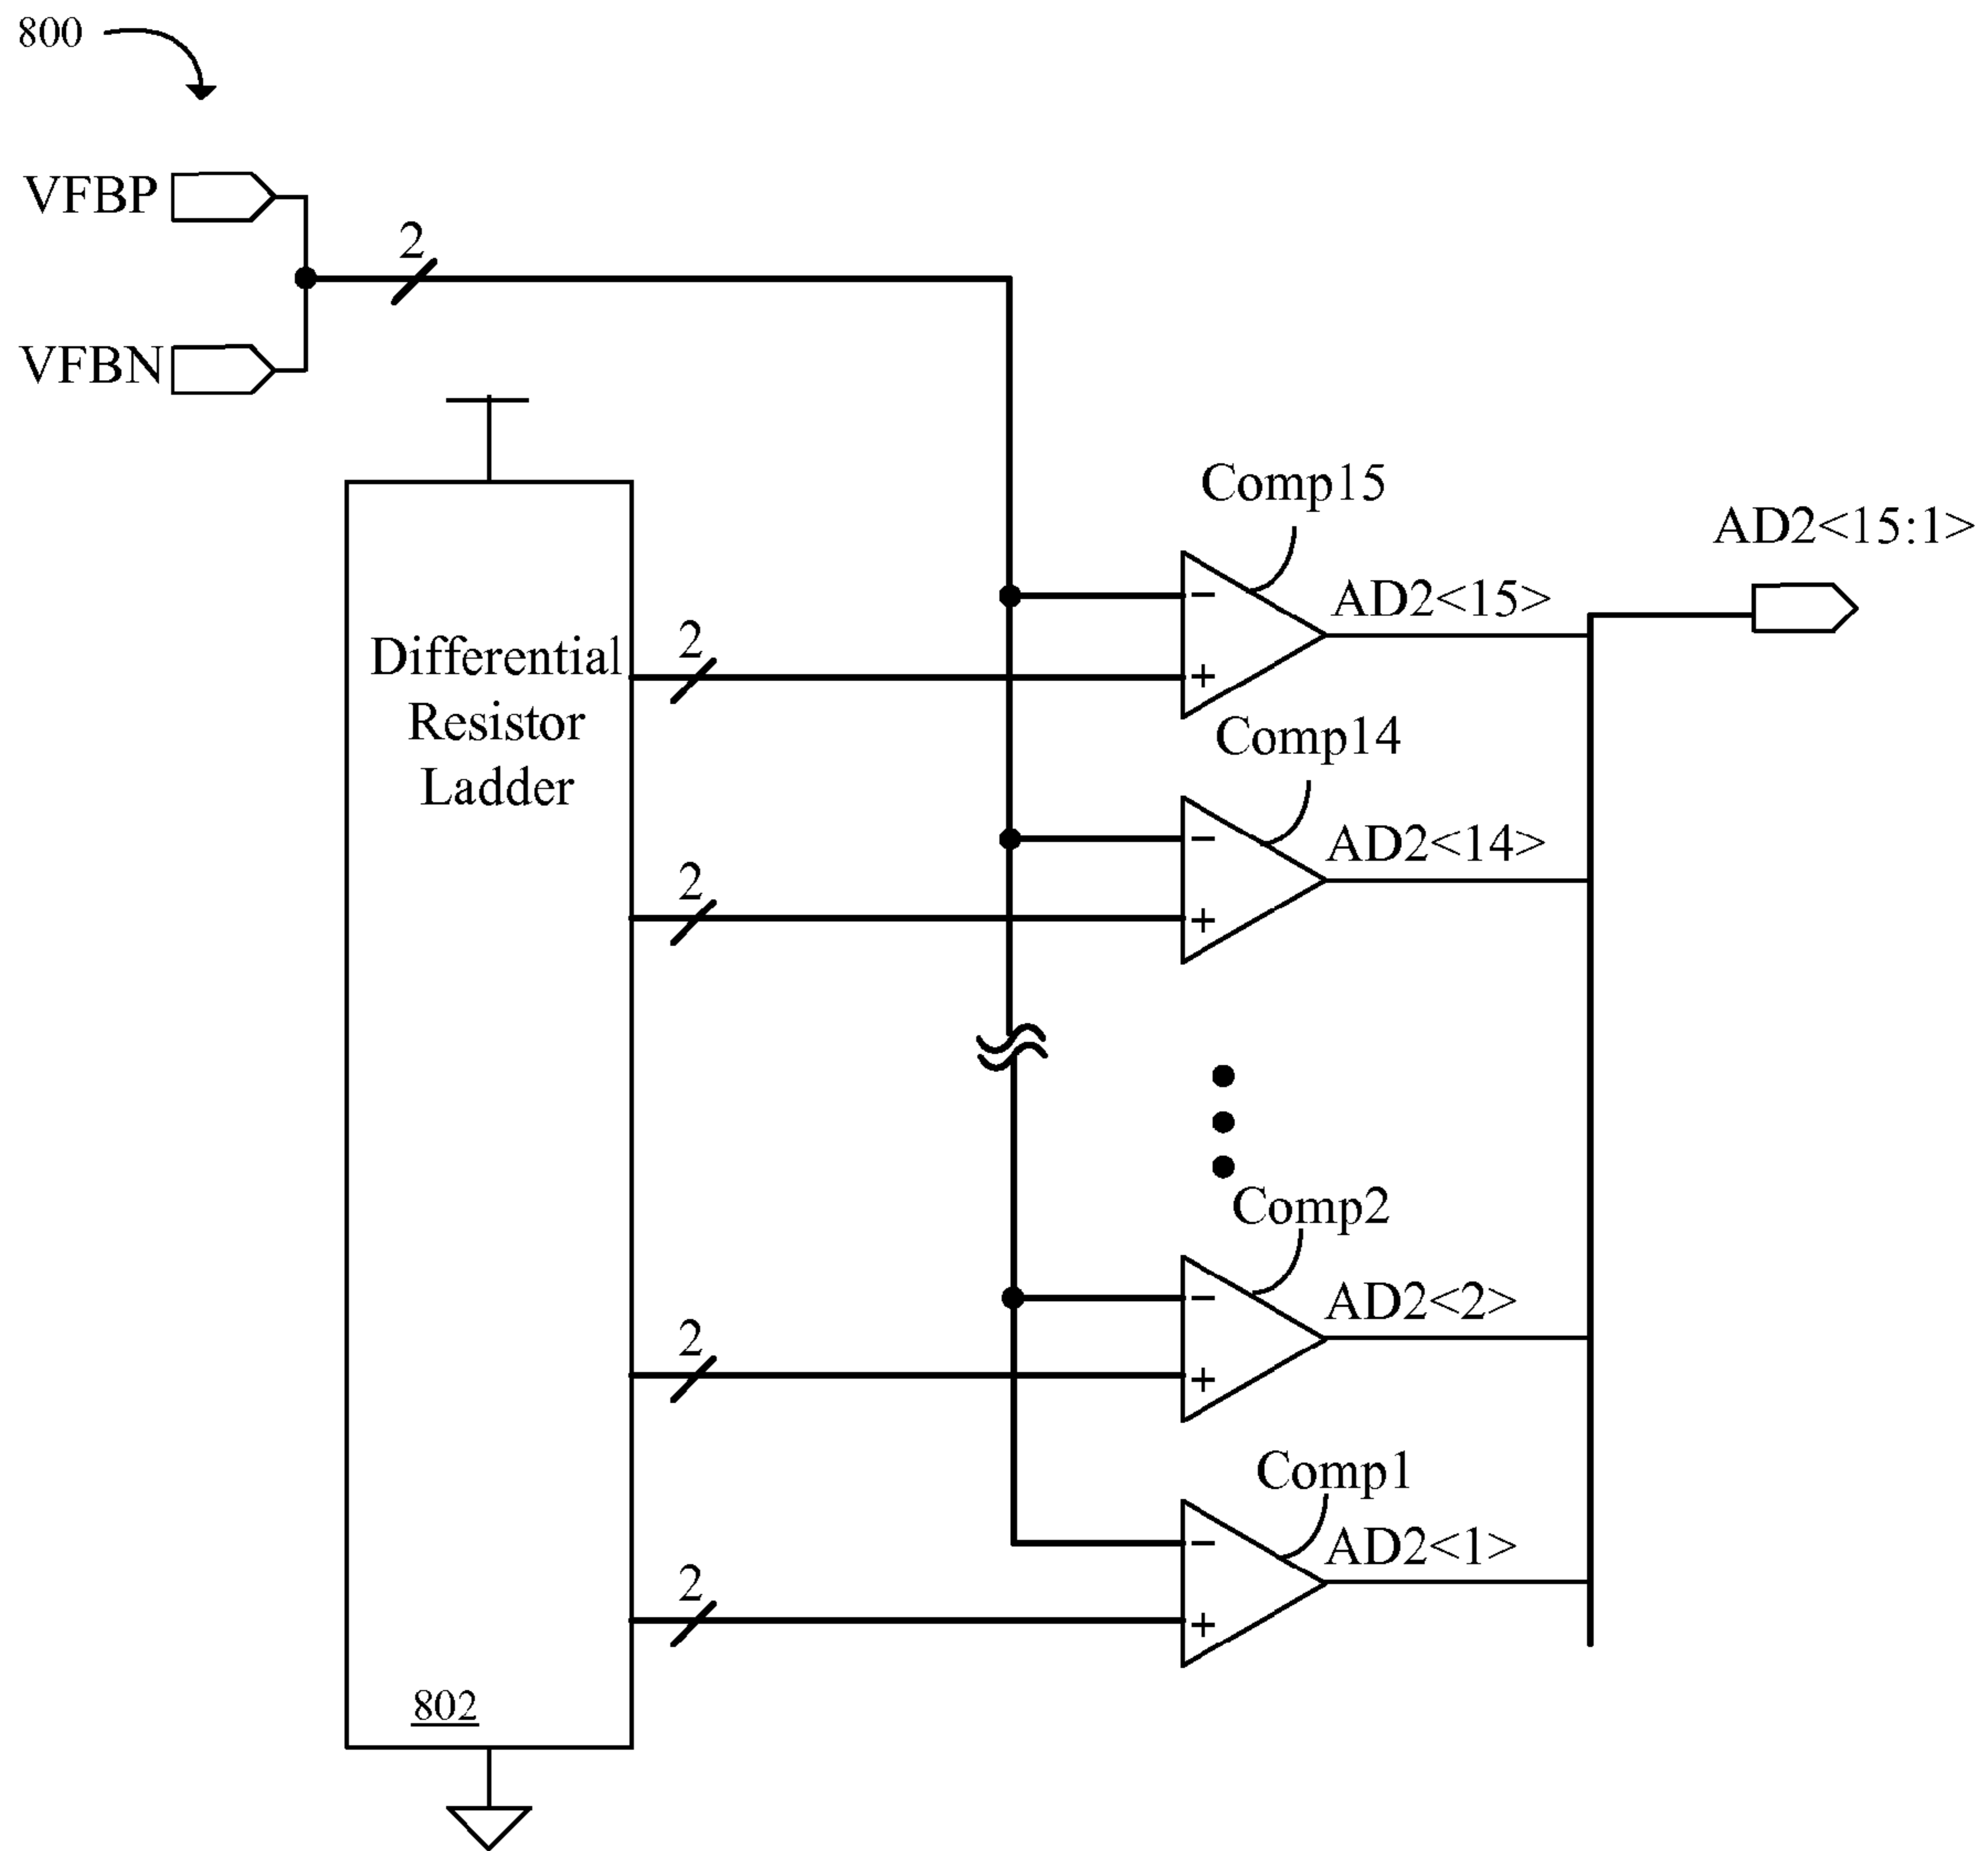 800
VFBP
2
VFBN
Comp15
AD2<15:1>
AD2<15>
2
Differential
Resistor
Ladder
-
+
Comp14
AD2<14>
2
-
+
Comp2
AD2<2>
2
-
+
Comp1
AD2<1>
2
-
+
802